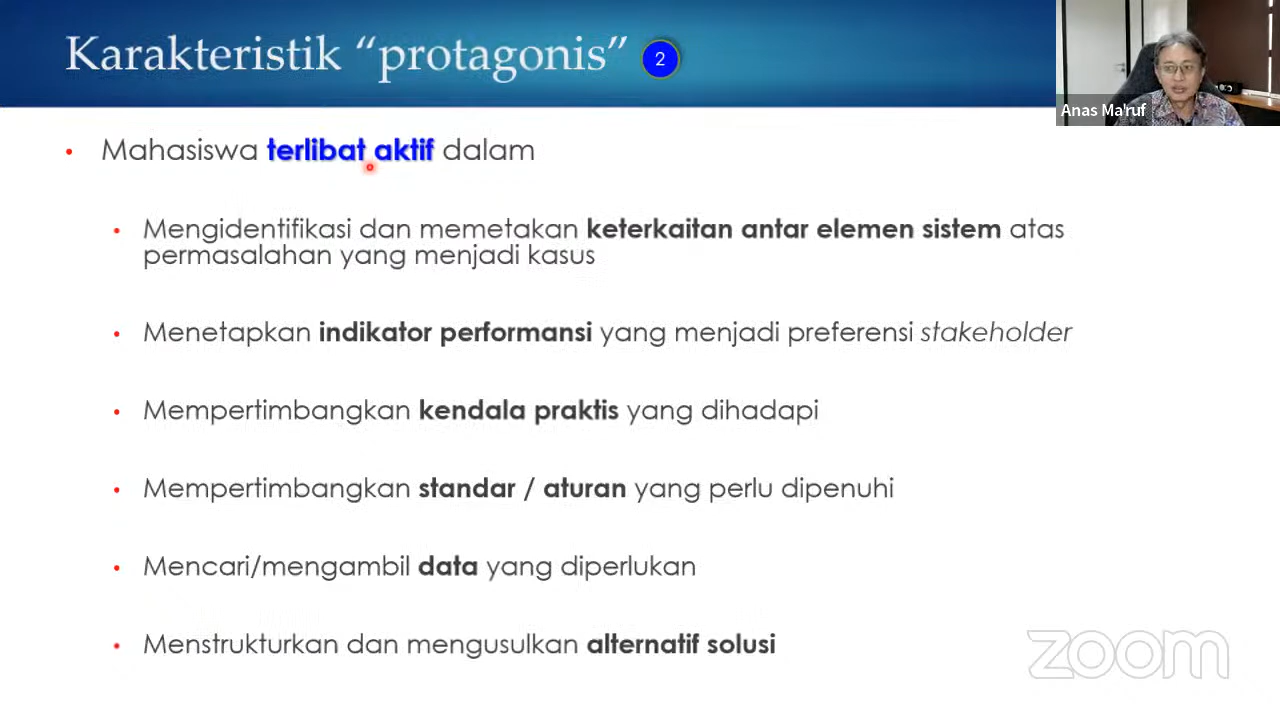 Karakteristik “protagonis” 2
Anas Ma'ruf
• Mahasiswa terlibat aktif dalam
• Mengidentifikasi dan memetakan keterkaitan antar elemen sistem atas
permasalahan yang menjadi kasus
• Menetapkan indikator performansi yang menjadi preferensi stakeholder
• Mempertimbangkan kendala praktis yang dihadapi
• Mempertimbangkan standar / aturan yang perlu dipenuhi
• Mencari/mengambil data yang diperlukan
• Menstrukturkan dan mengusulkan alternatif solusi
zoom